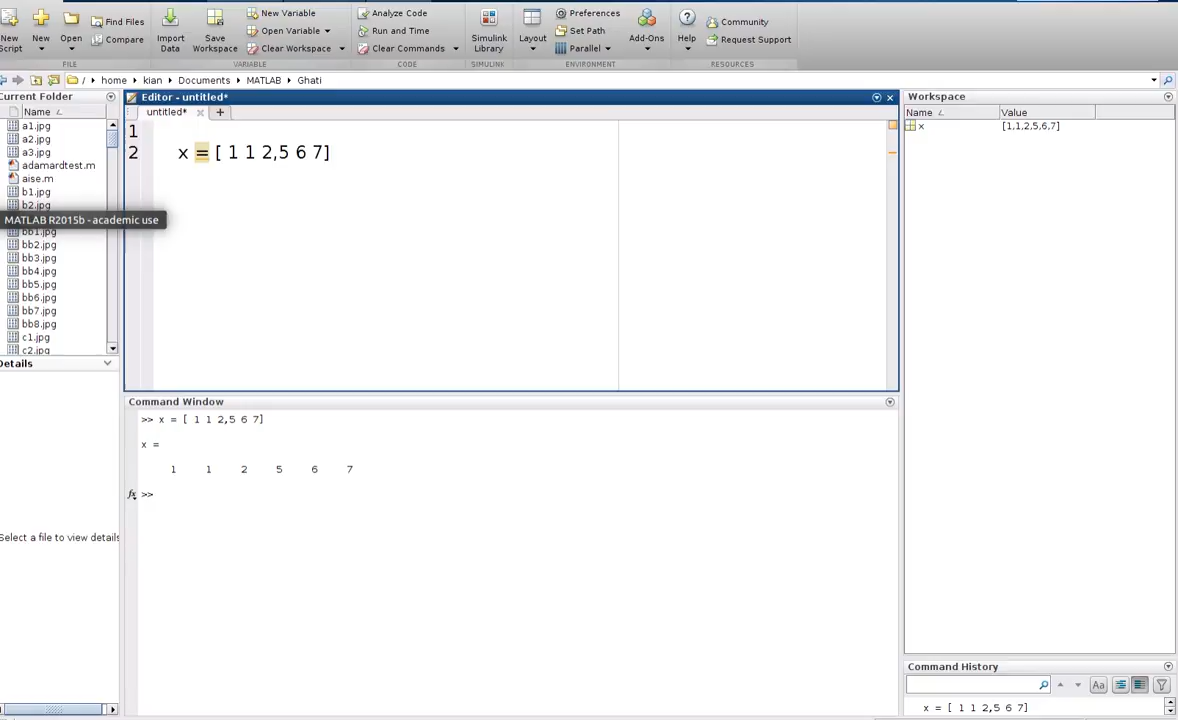 New Script
New
Open
Find Files
Compare
FILE
Import Data
Save Workspace
New Variable
Open Variable
Clear Workspace
VARIABLE
Analyze Code
Run and Time
Clear Commands
CODE
Simulink Library
SIMULINK
Layout
Preferences
Set Path
Parallel
ENVIRONMENT
Add-Ons
Help
Community
Request Support
RESOURCES
/ home kian Documents MATLAB Ghati
Current Folder
Name
a1.jpg
a2.jpg
a3.jpg
adamardtest.m
aise.m
b1.jpg
b2.jpg
MATLAB R2015b - academic use
bb1.jpg
bb2.jpg
bb3.jpg
bb4.jpg
bb5.jpg
bb6.jpg
bb7.jpg
bb8.jpg
c1.jpg
c2.jpg
Details
Select a file to view details
Editor - untitled*
untitled*
1
2 x = [ 1 1 2,5 6 7]
Command Window
>> x = [ 1 1 2,5 6 7]
x =
1 1 2 5 6 7
fx >>
Workspace
Name Value
x [1,1,2,5,6,7]
Command History
Aa
x = [ 1 1 2,5 6 7]